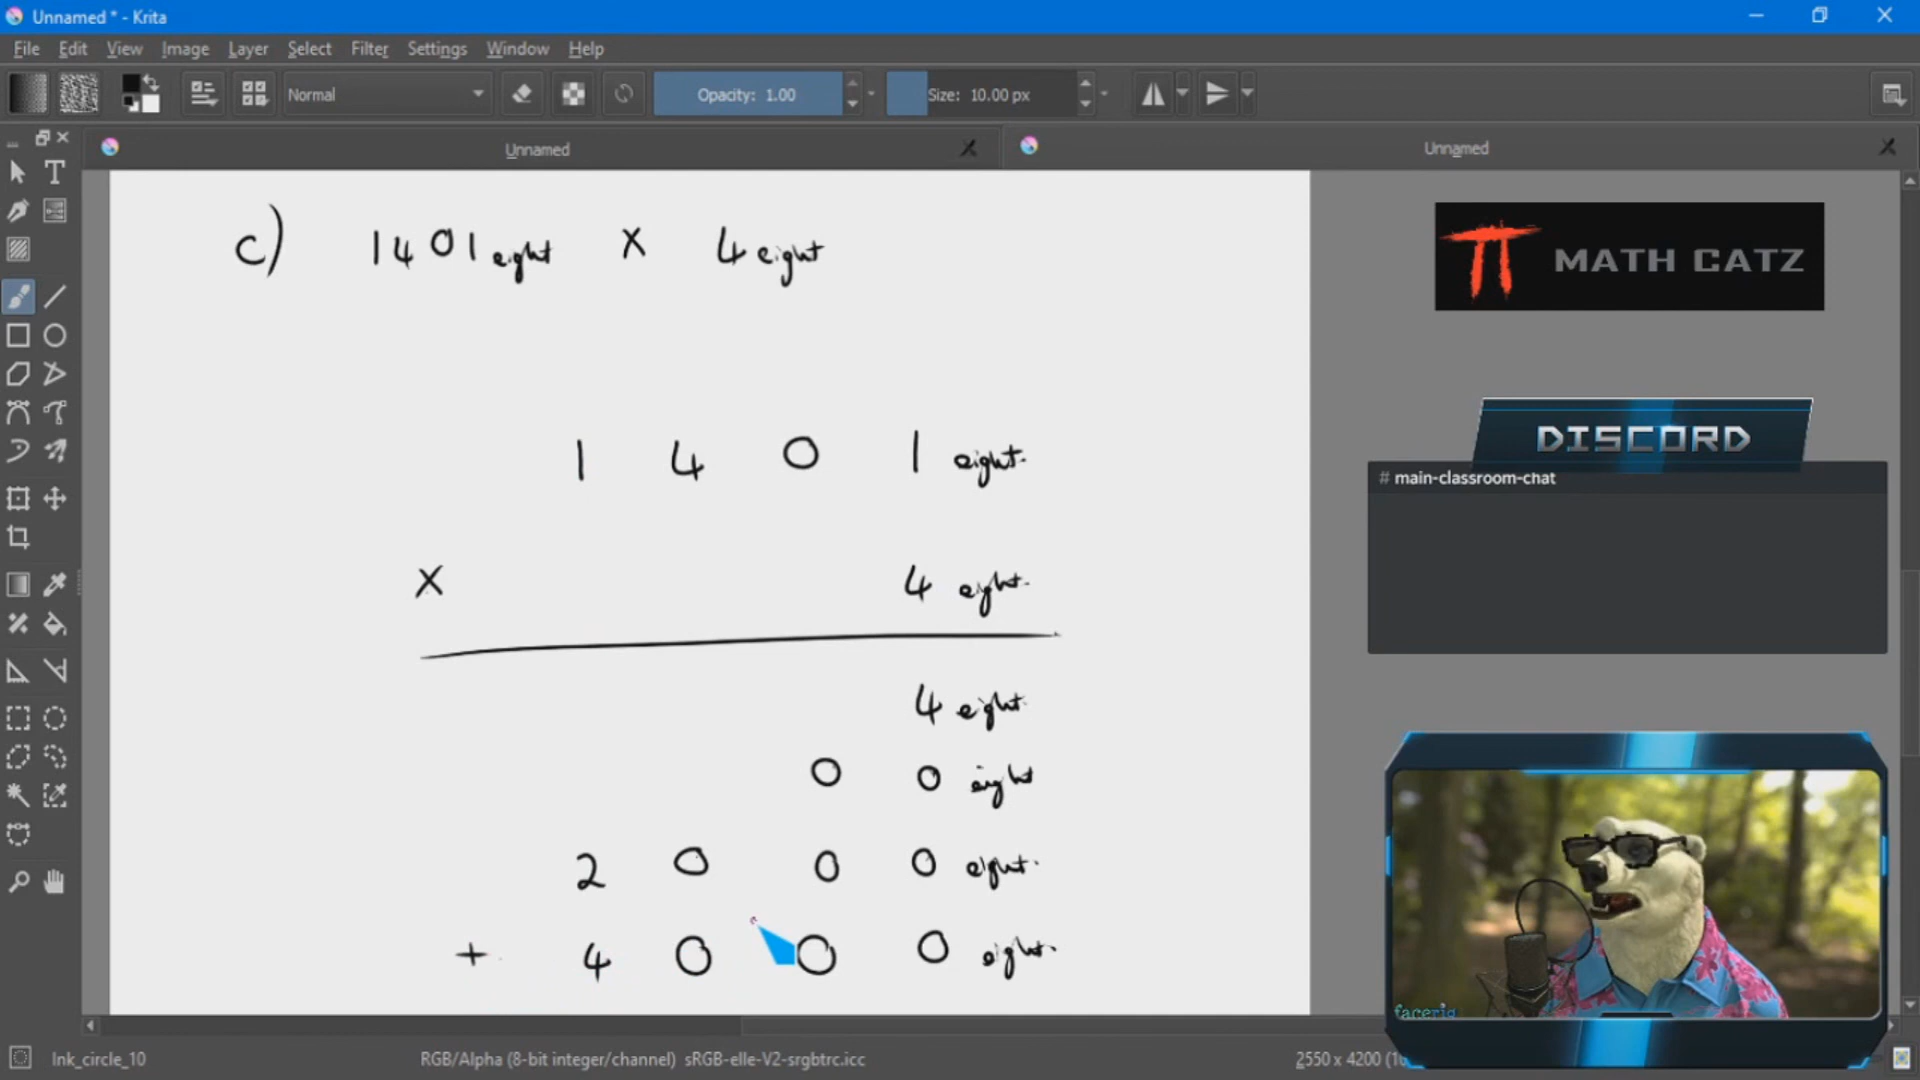 Unnamed * - Krita
File Edit View Image Layer Select Filter Settings Window Help
Normal Opacity: 1.00 Size: 10.00 px
Unnamed Unnamed
c) 1401 eight x 4 eight
1 4 0 1 eight.
x 4 eight.
4 eight.
0 0 eight
2 0 0 0 eight.
+ 4 0 0 0 eight.
π MATH CATZ
DISCORD
# main-classroom-chat
facerig
Ink_circle_10 RGB/Alpha (8-bit integer/channel) sRGB-elle-V2-srgbtrc.icc 2550 x 4200 (10